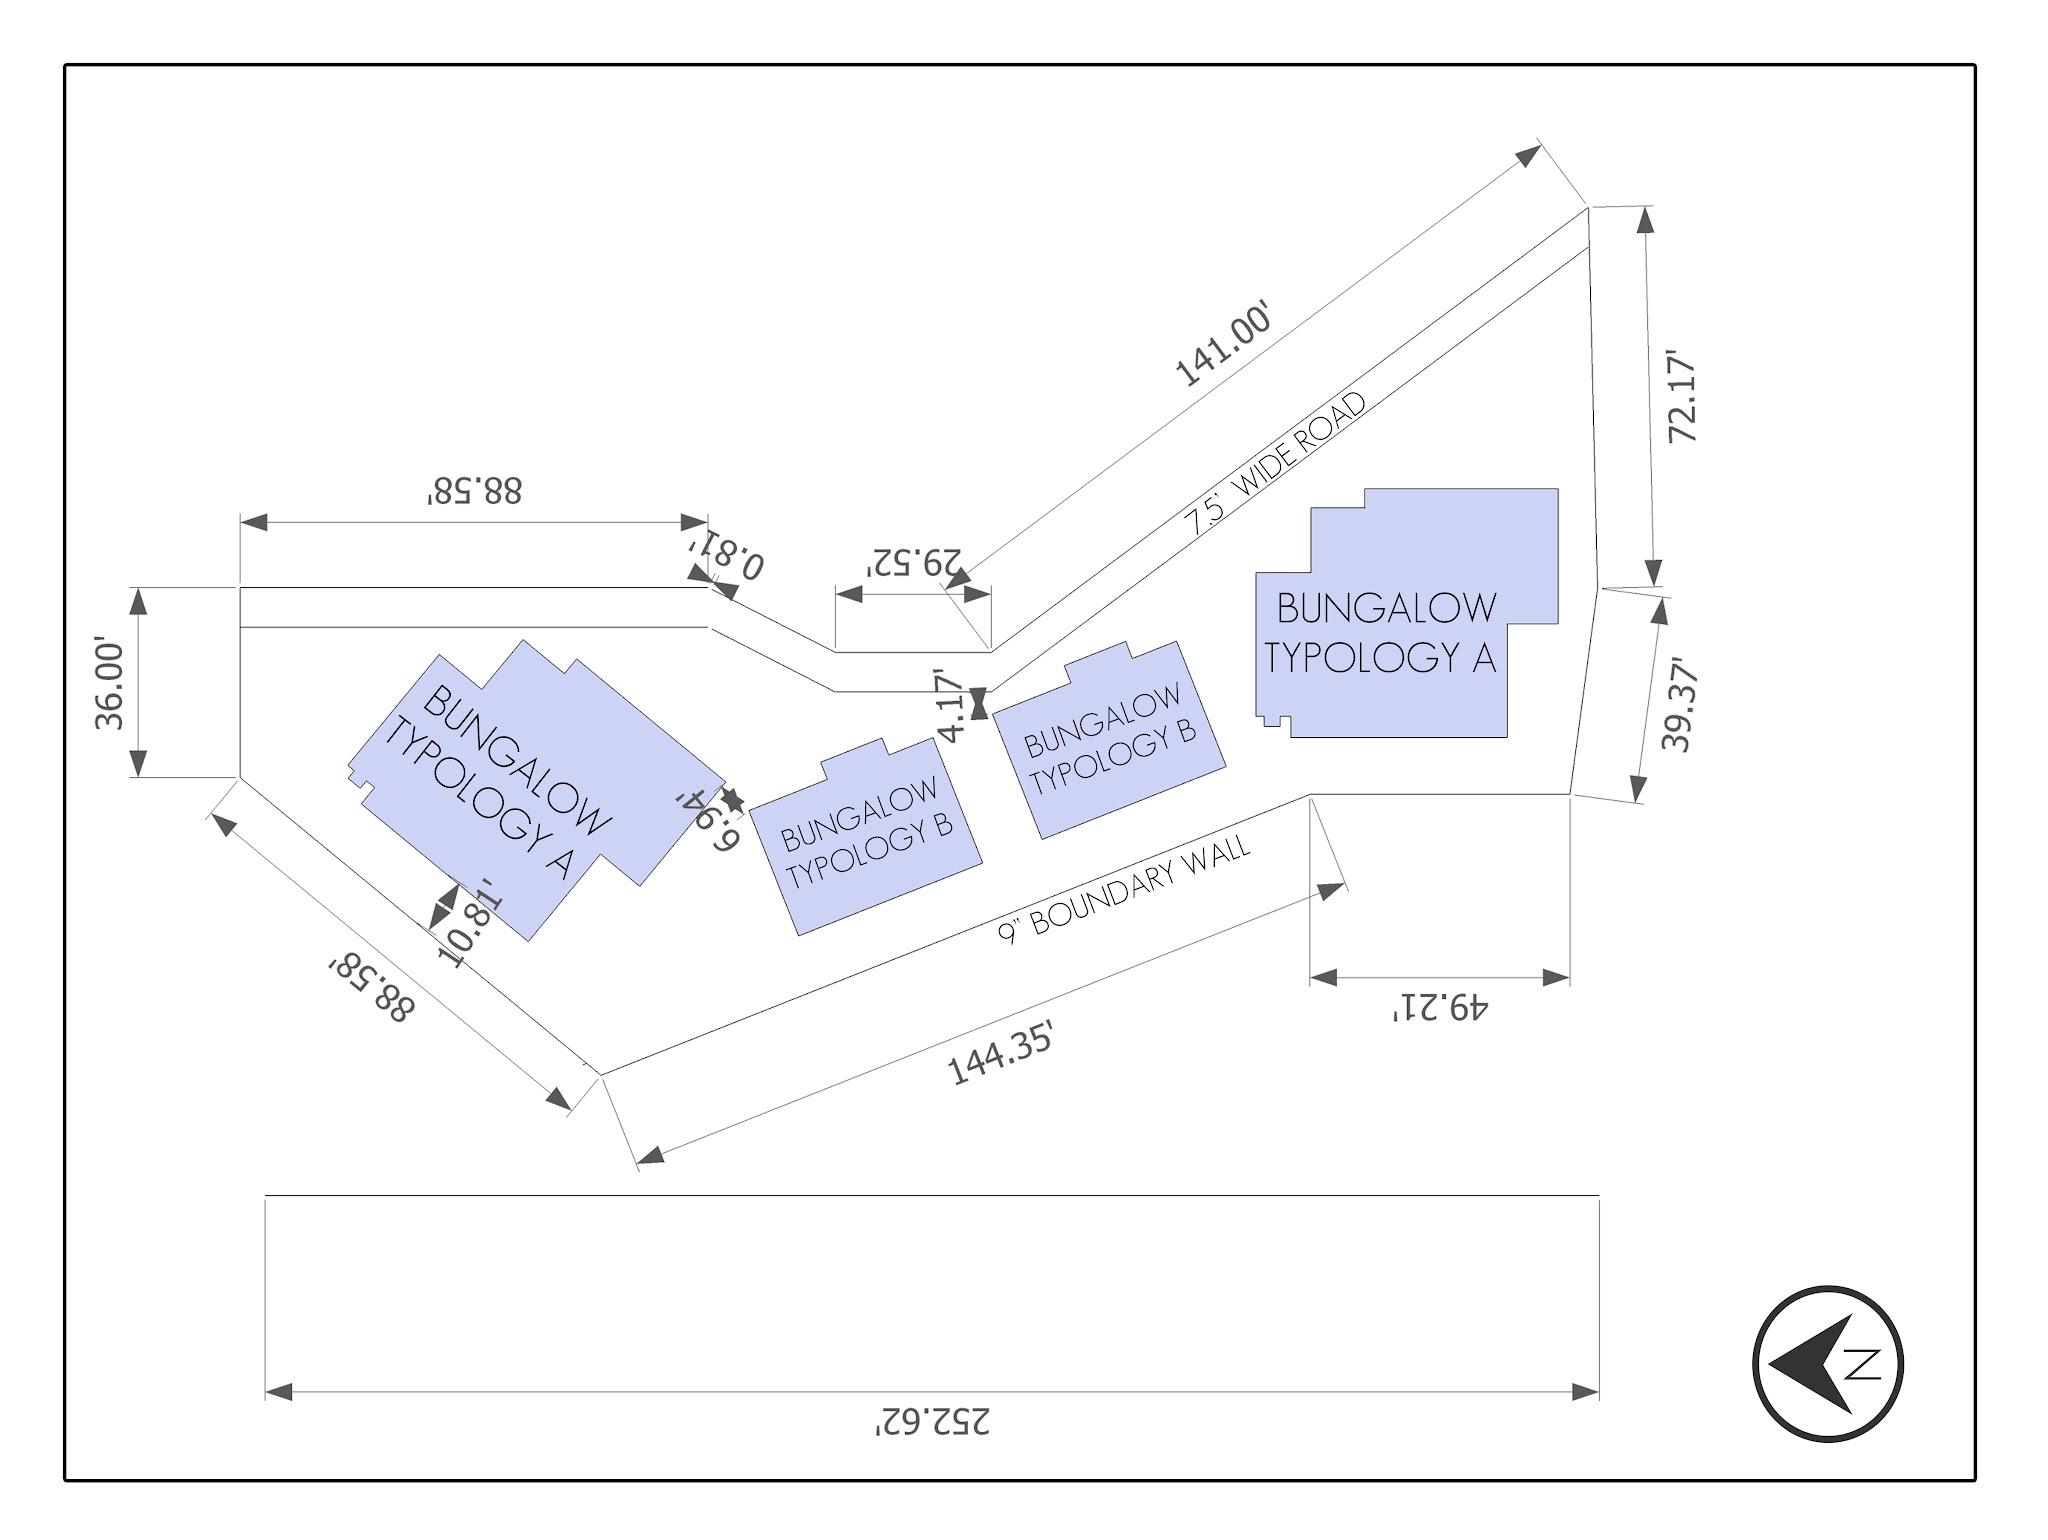 141.00'
72.17'
88.58'
0.81'
29.52'
7.5' WIDE ROAD
36.00'
BUNGALOW
TYPOLOGY A
4.17'
BUNGALOW
TYPOLOGY B
BUNGALOW
TYPOLOGY A
39.37'
6.94'
BUNGALOW
TYPOLOGY B
10.81'
88.58'
9" BOUNDARY WALL
144.35'
49.21'
252.62'
N